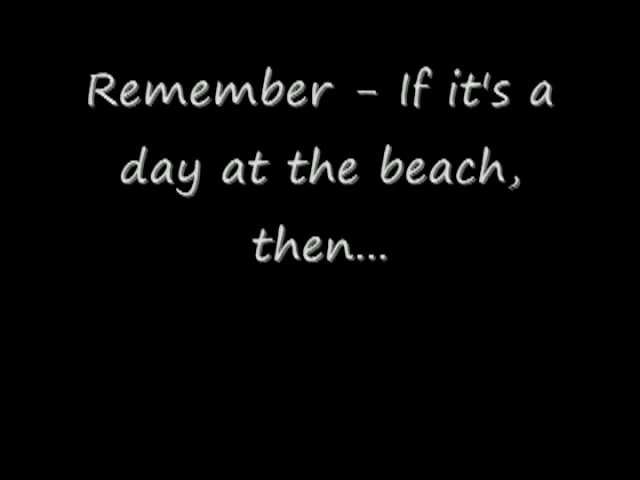 Remember - If it's a
day at the beach,
then...